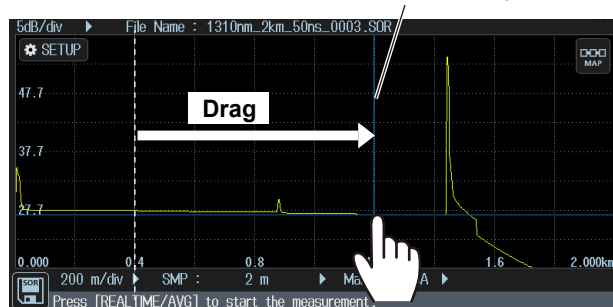 5dB/div ▶ File Name : 1310nm_2km_50ns_0003.SOR
SETUP
MAP
47.7
Drag
37.7
27.7
0.000 0.4 0.8 1.6 2.000km
SOR 200 m/div ▶ SMP : 2 m ▶ Ma A ▶
Press [REALTIME/AVG] to start the measurement.